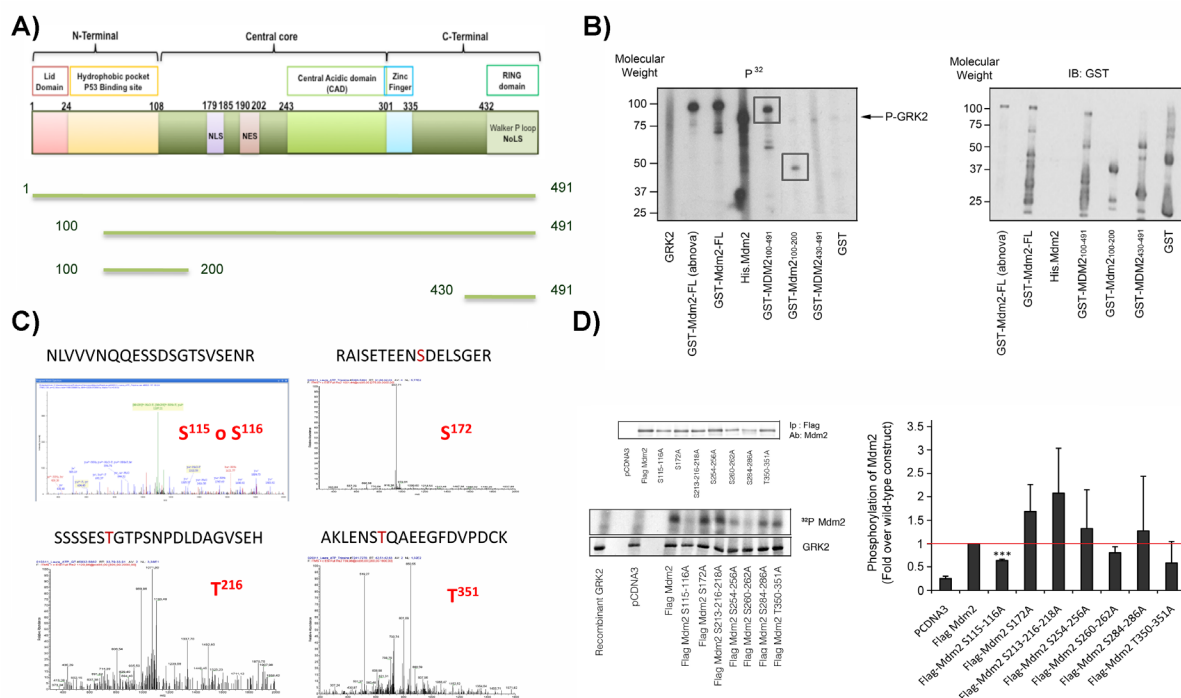 A)
N-Terminal
Central core
C-Terminal
Lid
Domain
Hydrophobic pocket
P53 Binding site
Central Acidic domain
(CAD)
Zinc
Finger
RING
domain
1
24
108
179
185
190
202
243
301
335
432
NLS
NES
Walker P loop
NoLS
1
491
100
491
100
200
430
491
B)
Molecular
Weight
P32
100
75
50
37
25
P-GRK2
GRK2
GST-Mdm2-FL (abnova)
GST-Mdm2-FL
His.Mdm2
GST-MDM2100-491
GST-Mdm2100-200
GST-MDM2430-491
GST
Molecular
Weight
IB: GST
100
75
50
37
25
GST-Mdm2-FL (abnova)
GST-Mdm2-FL
His.Mdm2
GST-MDM2100-491
GST-Mdm2100-200
GST-MDM2430-491
GST
C)
NLVVVNQQESSDSGTSVSENR
S115 o S116
RAISETEENSDELSGER
S172
SSSSESTGTPSNPDLDAGVSEH
T216
AKLENSTQAEEGFDVPDCK
T351
D)
Ip : Flag
Ab: Mdm2
pCDNA3
Flag Mdm2
S115-116A
S172A
S213-216-218A
S254-256A
S260-262A
S284-286A
T350-351A
32P Mdm2
GRK2
Recombinant GRK2
pCDNA3
Flag Mdm2
Flag Mdm2 S115-116A
Flag Mdm2 S172A
Flag Mdm2 S213-216-218A
Flag Mdm2 S254-256A
Flag Mdm2 S260-262A
Flag Mdm2 S284-286A
Flag Mdm2 T350-351A
Phosphorylation of Mdm2
(Fold over wild-type construct)
3.5
3
2.5
2
1.5
1
0.5
0
***
PCDNA3
Flag Mdm2
Flag-Mdm2 S115-116A
Flag-Mdm2 S172A
Flag-Mdm2 S213-216-218A
Flag-Mdm2 S254-256A
Flag-Mdm2 S260-262A
Flag-Mdm2 S284-286A
Flag-Mdm2 T350-351A